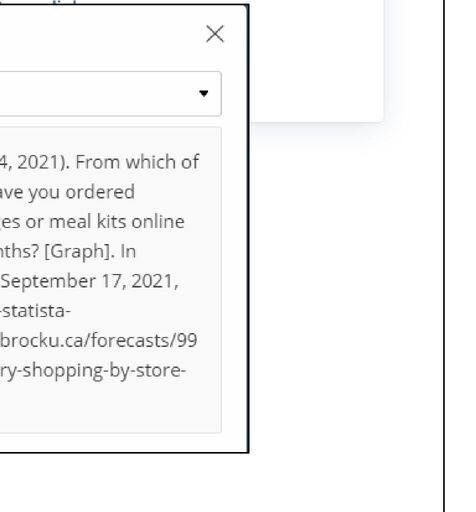 4, 2021). From which of
ave you ordered
es or meal kits online
ths? [Graph]. In
September 17, 2021,
-statista-
brocku.ca/forecasts/99
ry-shopping-by-store-